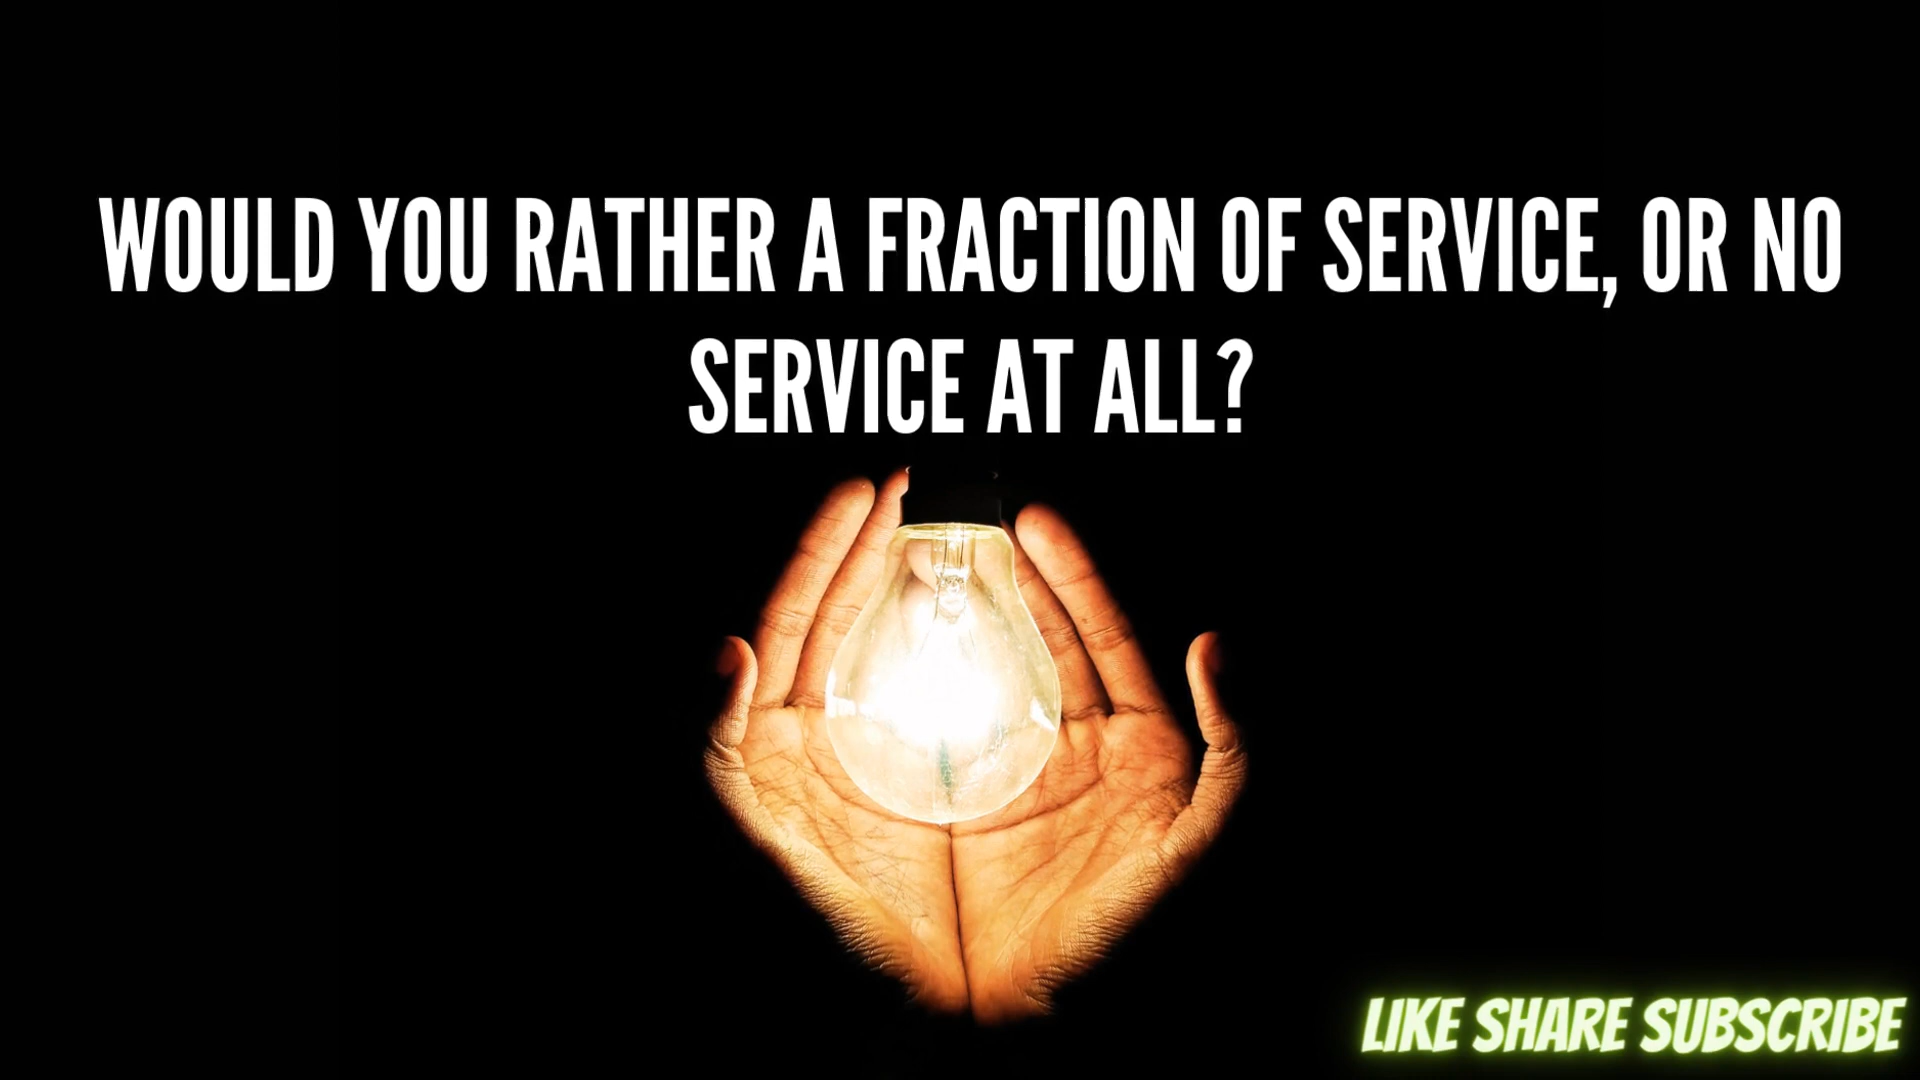 WOULD YOU RATHER A FRACTION OF SERVICE, OR NO
SERVICE AT ALL?
LIKE SHARE SUBSCRIBE